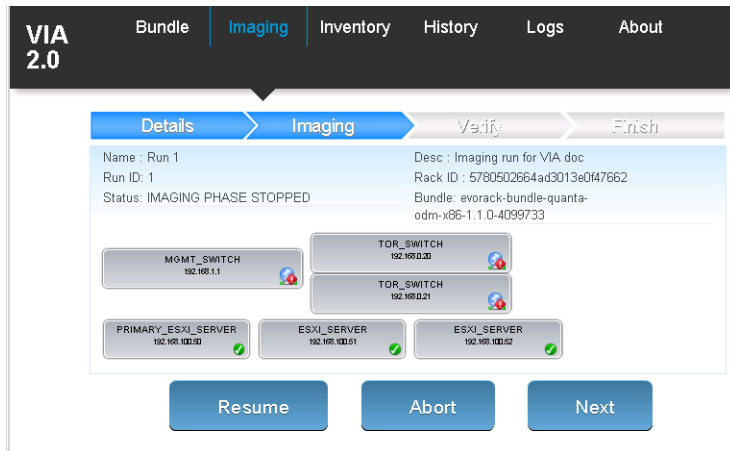 VIA 2.0
Bundle Imaging Inventory History Logs About
Details Imaging Verify Finish
Name : Run 1
Run ID: 1
Status: IMAGING PHASE STOPPED
Desc : Imaging run for VIA doc
Rack ID : 5780502664ad3013e0f47662
Bundle: evorack-bundle-quanta-
odm-x86-1.1.0-4099733
MGMT_SWITCH
192.168.1.1
TOR_SWITCH
192.168.0.20
TOR_SWITCH
192.168.0.21
PRIMARY_ESXI_SERVER
192.168.100.50
ESXI_SERVER
192.168.100.51
ESXI_SERVER
192.168.100.52
Resume Abort Next